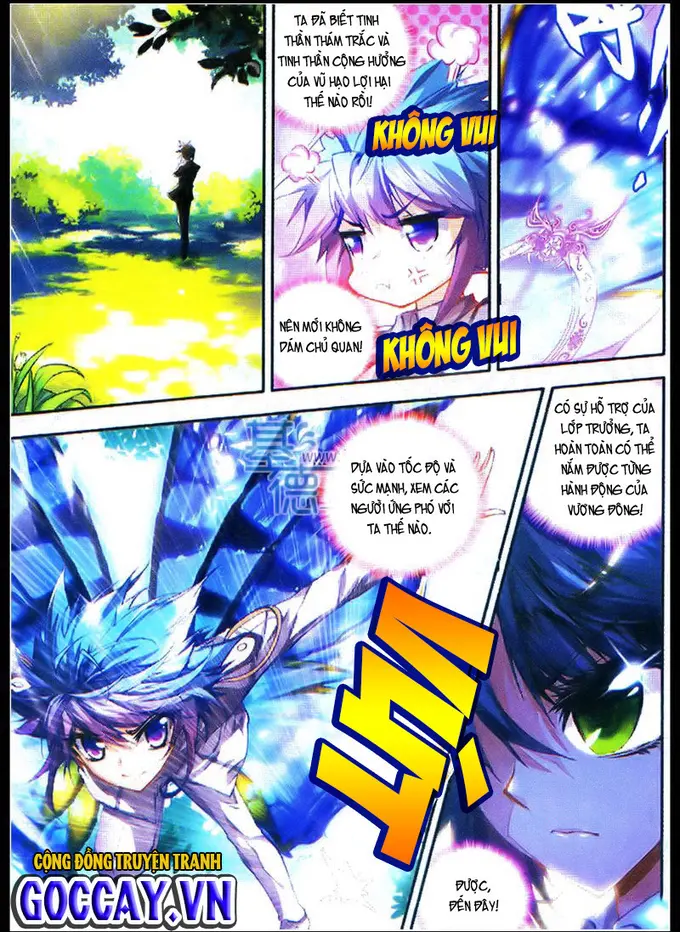 TA ĐÃ BIẾT TINH
THẦN THÁM TRẮC VÀ
TINH THẦN CỘNG HƯỞNG
CỦA VŨ HẠO LỢI HẠI
THẾ NÀO RỒI!
KHÔNG VUI
NÊN MỚI KHÔNG
DÁM CHỦ QUAN!
KHÔNG VUI
CÓ SỰ HỖ TRỢ CỦA
LỚP TRƯỞNG, TA
HOÀN TOÀN CÓ THỂ
NẮM ĐƯỢC TỪNG
HÀNH ĐỘNG CỦA
VƯƠNG ĐÔNG!
DỰA VÀO TỐC ĐỘ VÀ
SỨC MẠNH, XEM CÁC
NGƯƠI ỨNG PHÓ VỚI
TA THẾ NÀO.
WWW.
VỤT
ĐƯỢC,
ĐẾN ĐÂY!
CỘNG ĐỒNG TRUYỆN TRANH
GOCCAY.VN